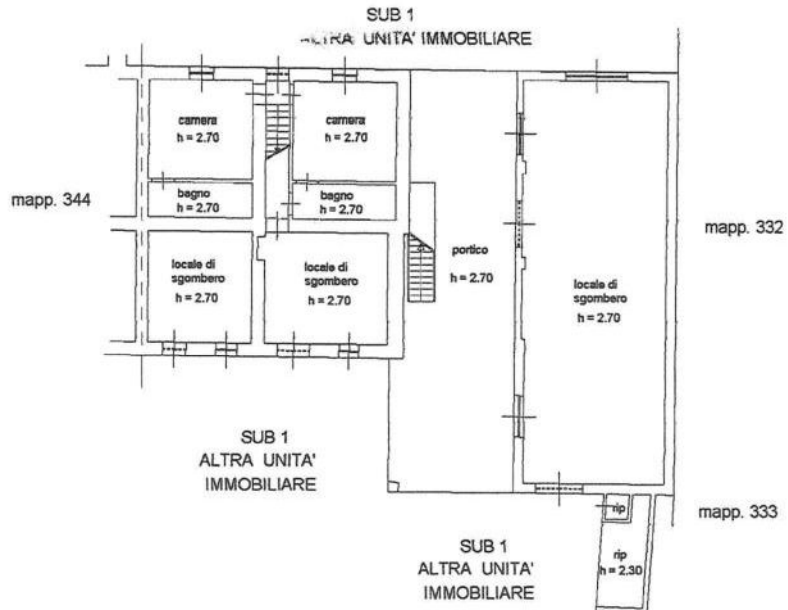 SUB 1
ALTRA UNITA' IMMOBILIARE
camera
h = 2.70
camera
h = 2.70
mapp. 344
bagno
h = 2.70
bagno
h = 2.70
mapp. 332
locale di
sgombero
h = 2.70
locale di
sgombero
h = 2.70
portico
h = 2.70
locale di
sgombero
h = 2.70
SUB 1
ALTRA UNITA'
IMMOBILIARE
rip
mapp. 333
SUB 1
ALTRA UNITA'
IMMOBILIARE
rip
h = 2.30